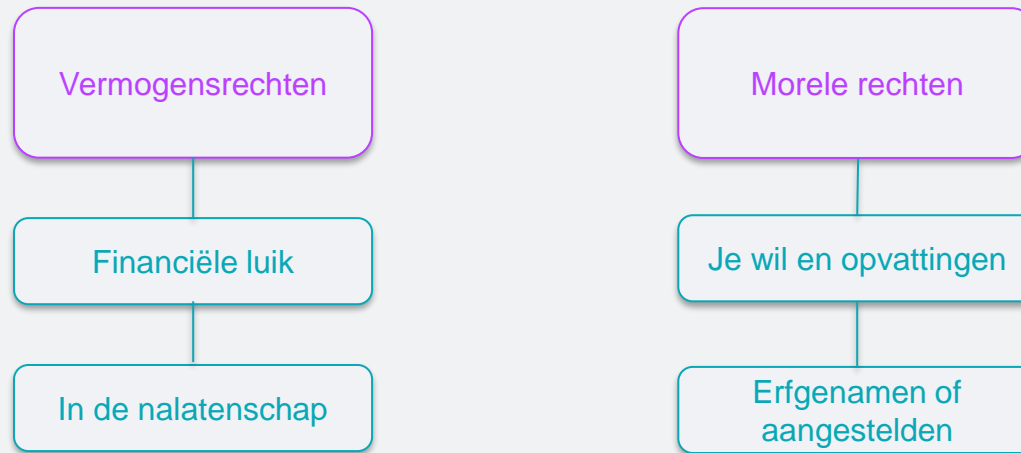 Vermogensrechten
Morele rechten
Financiële luik
Je wil en opvattingen
In de nalatenschap
Erfgenamen of
aangestelden